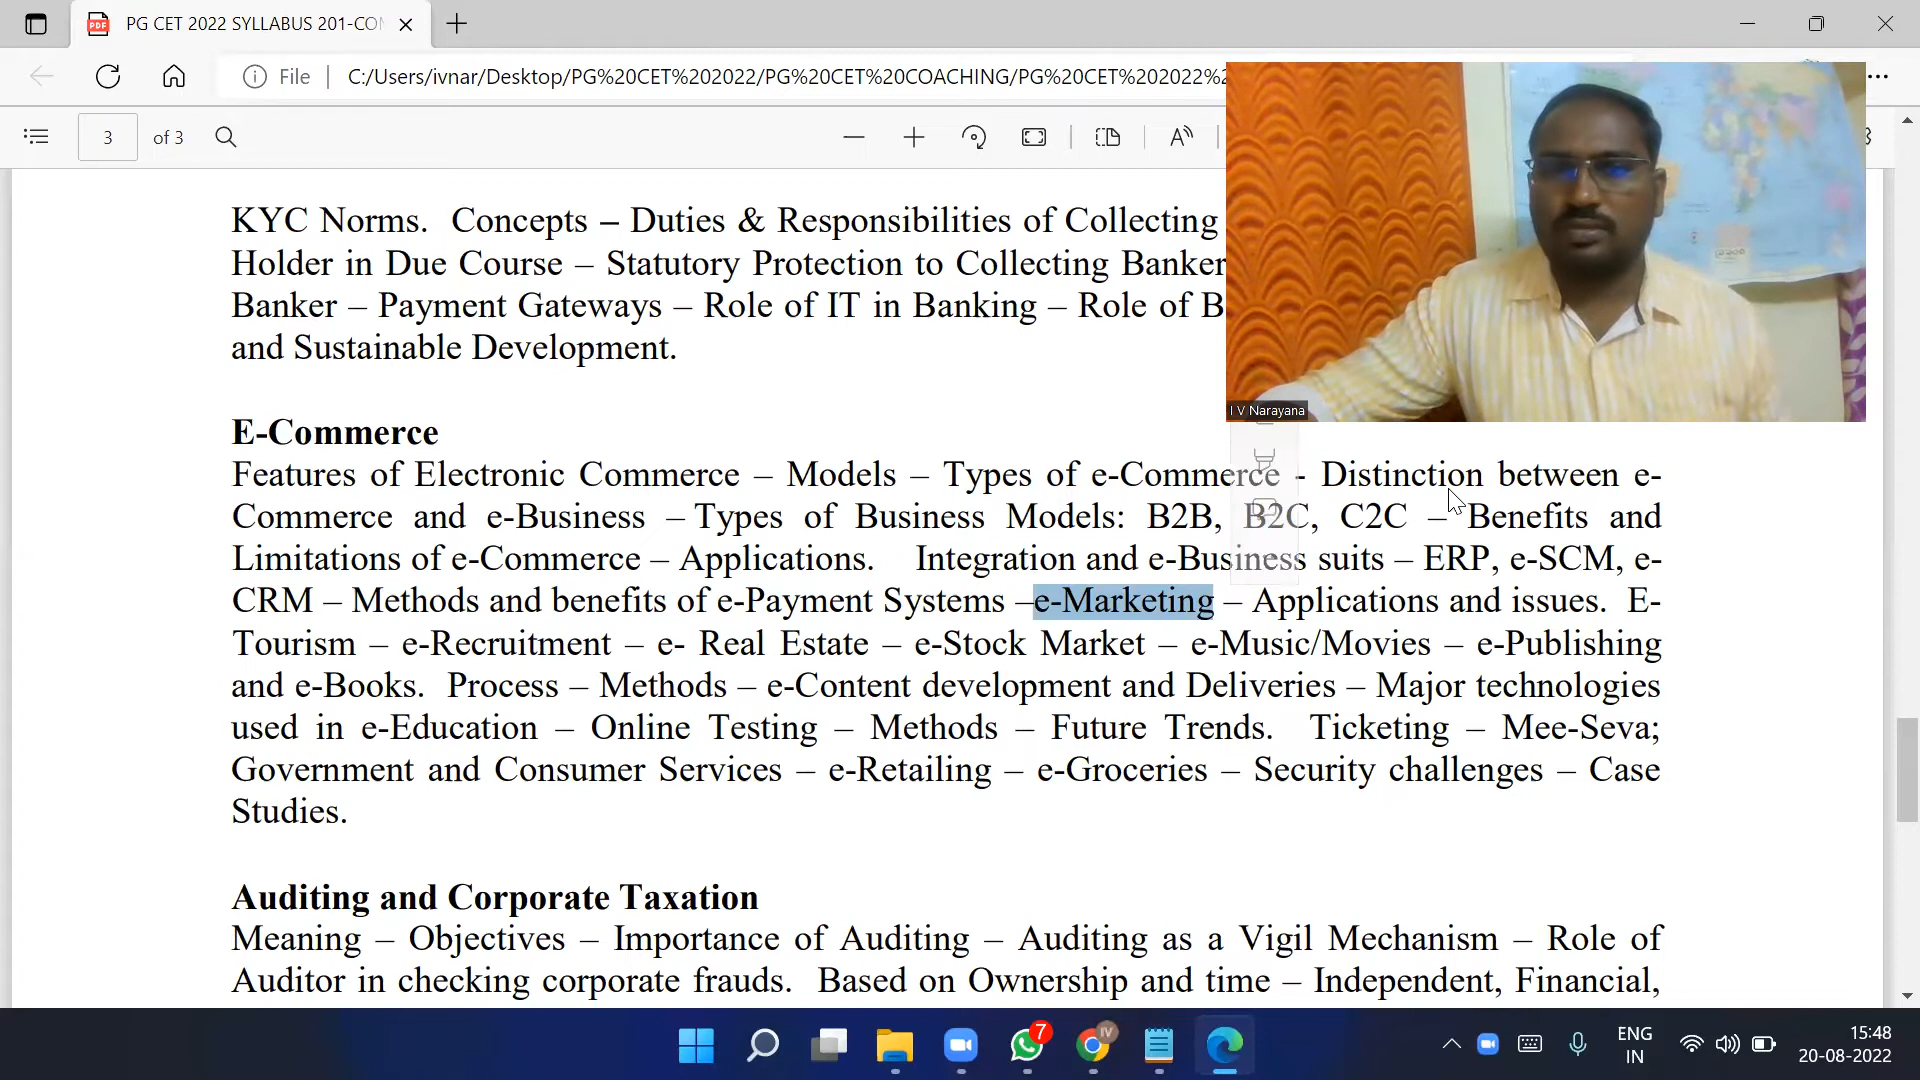 PG CET 2022 SYLLABUS 201-CO
File
C:/Users/ivnar/Desktop/PG%20CET%202022/PG%20CET%20COACHING/PG%20CET%202022%2
3 of 3
KYC Norms. Concepts – Duties & Responsibilities of Collecting
Holder in Due Course – Statutory Protection to Collecting Banker
Banker – Payment Gateways – Role of IT in Banking – Role of B
and Sustainable Development.
I V Narayana
E-Commerce
Features of Electronic Commerce – Models – Types of e-Commerce - Distinction between e-
Commerce and e-Business – Types of Business Models: B2B, B2C, C2C – Benefits and
Limitations of e-Commerce – Applications. Integration and e-Business suits – ERP, e-SCM, e-
CRM – Methods and benefits of e-Payment Systems –e-Marketing – Applications and issues. E-
Tourism – e-Recruitment – e- Real Estate – e-Stock Market – e-Music/Movies – e-Publishing
and e-Books. Process – Methods – e-Content development and Deliveries – Major technologies
used in e-Education – Online Testing – Methods – Future Trends. Ticketing – Mee-Seva;
Government and Consumer Services – e-Retailing – e-Groceries – Security challenges – Case
Studies.
Auditing and Corporate Taxation
Meaning – Objectives – Importance of Auditing – Auditing as a Vigil Mechanism – Role of
Auditor in checking corporate frauds. Based on Ownership and time – Independent, Financial,
7
IV
ENG
IN
15:48
20-08-2022